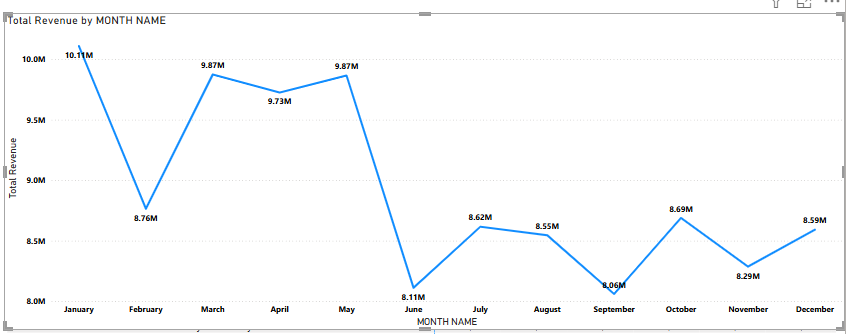 Total Revenue by MONTH NAME
Total Revenue
10.0M
9.5M
9.0M
8.5M
8.0M
10.11M
8.76M
9.87M
9.73M
9.87M
8.11M
8.62M
8.55M
8.06M
8.69M
8.29M
8.59M
January February March April May June July August September October November December
MONTH NAME